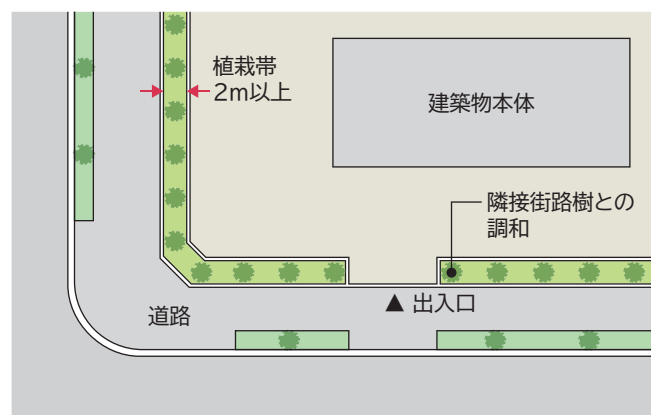 植栽帯
2m以上
建築物本体
隣接街路樹との
調和
▲ 出入口
道路